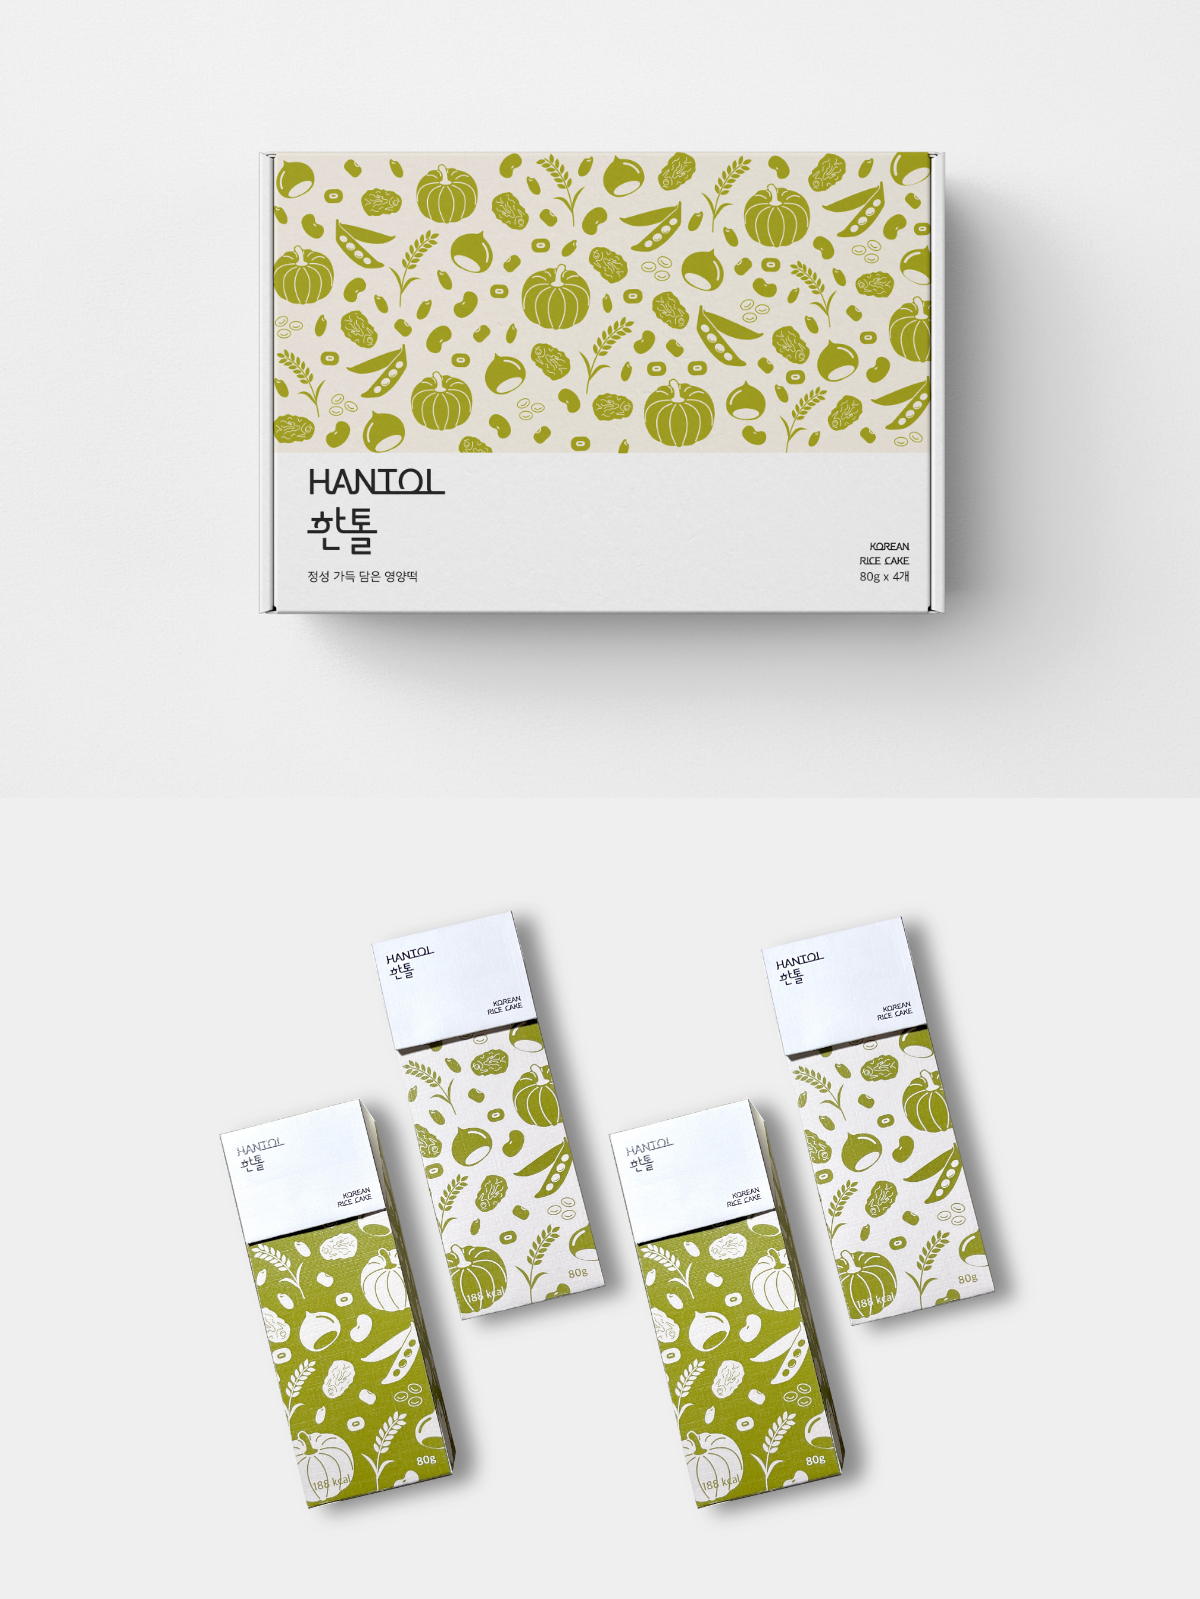 HANTOL
한톨
정성 가득 담은 영양떡
KOREAN
RICE CAKE
80g x 4개
HANTOL
한톨
KOREAN
RICE CAKE
188 kcal
80g
HANTOL
한톨
KOREAN
RICE CAKE
188 kcal
80g
HANTOL
한톨
KOREAN
RICE CAKE
188 kcal
80g
HANTOL
한톨
KOREAN
RICE CAKE
188 kcal
80g